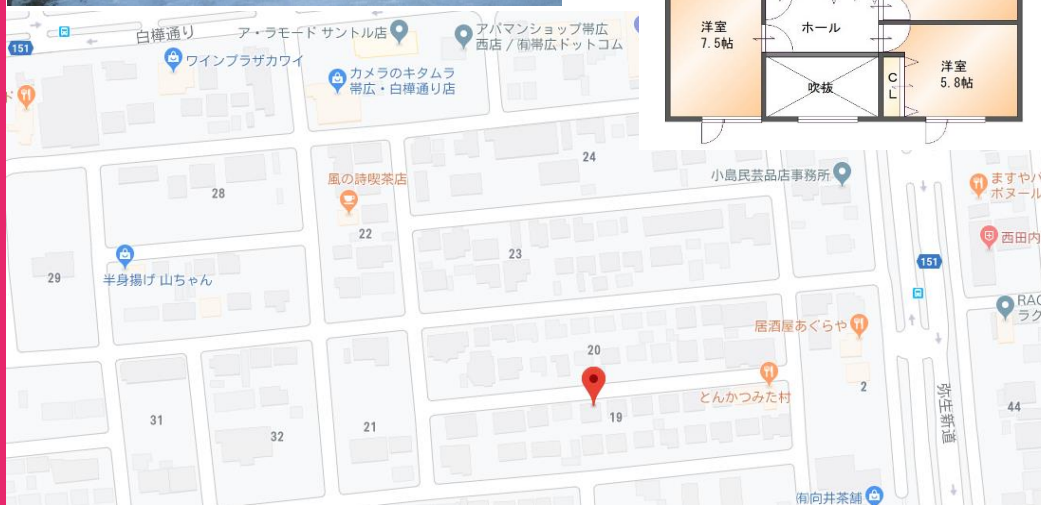 洋室
7.5帖
ホール
吹抜
CL
洋室
5.8帖
151
白樺通り
ア・ラモード サントル店
アパマンショップ帯広
西店 / ㈲帯広ドットコム
ワインプラザカワイ
カメラのキタムラ
帯広・白樺通り店
24
小島民芸品店事務所
ますやパ
ボヌール
28
風の詩喫茶店
22
西田内
23
151
29
半身揚げ 山ちゃん
RAC
ラク
居酒屋あぐらや
20
とんかつみた村
2
弥生新道
44
31
32
21
19
㈲向井茶舗